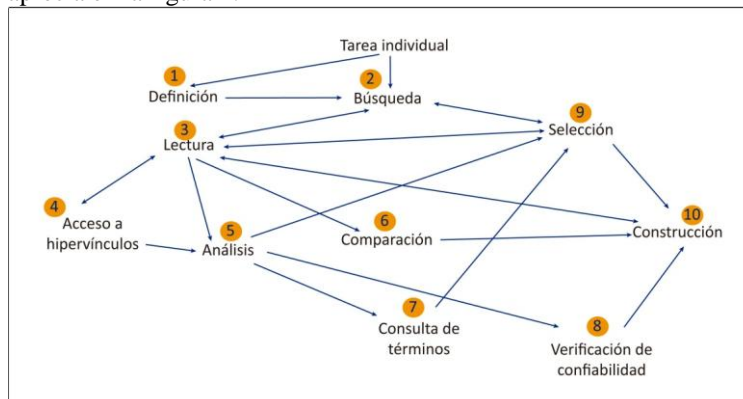 Tarea individual
1
Definición
2
Búsqueda
3
Lectura
9
Selección
4
Acceso a
hipervínculos
5
Análisis
6
Comparación
10
Construcción
7
Consulta de
términos
8
Verificación de
confiabilidad